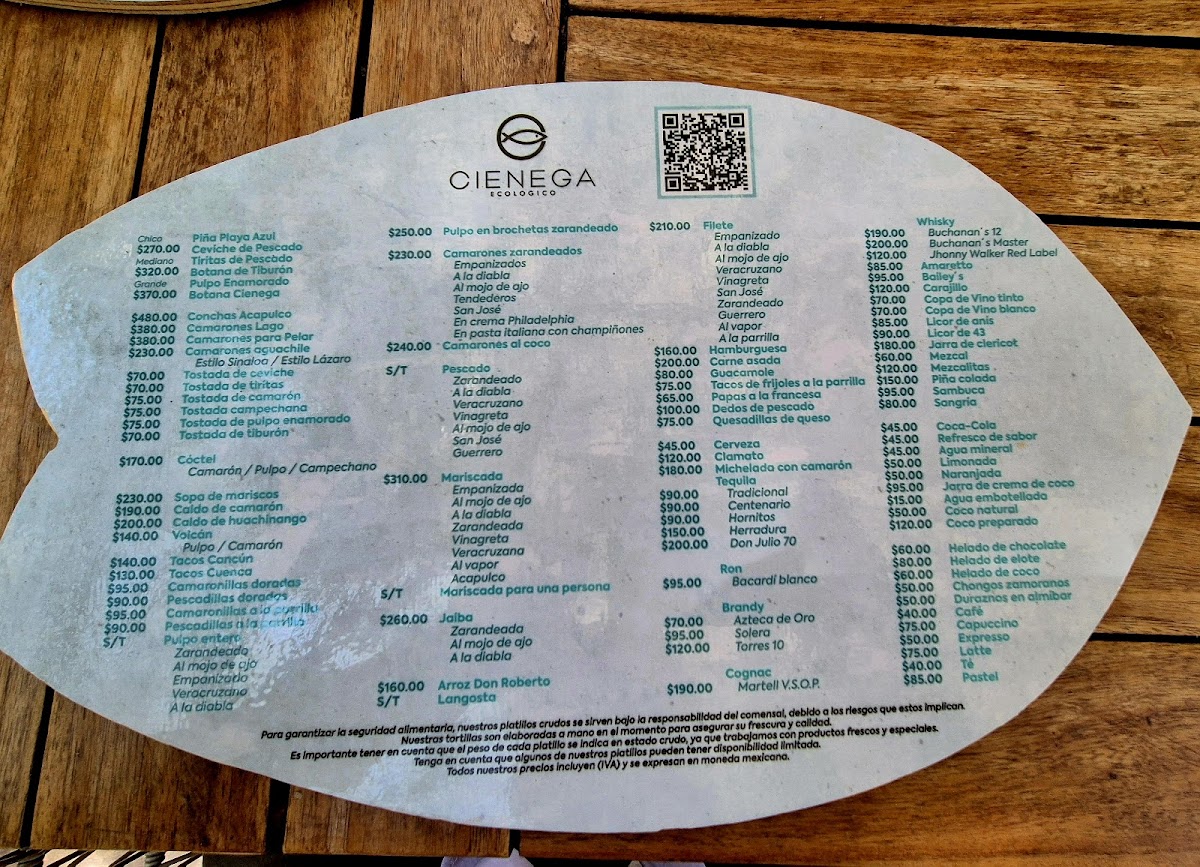 CIENEGA
ECOLOGICO
Chico Piña Playa Azul
$270.00 Ceviche de Pescado
Mediano Tiritas de Pescado
$320.00 Botana de Tiburón
Grande Pulpo Enamorado
$370.00 Botana Cienega
$480.00 Conchas Acapulco
$380.00 Camarones Lago
$380.00 Camarones para Pelar
$230.00 Camarones aguachile
Estilo Sinaloa / Estilo Lázaro
$70.00 Tostada de ceviche
$70.00 Tostada de tiritas
$75.00 Tostada de camarón
$75.00 Tostada campechana
$75.00 Tostada de pulpo enamorado
$70.00 Tostada de tiburón
$170.00 Cóctel
Camarón / Pulpo / Campechano
$230.00 Sopa de mariscos
$190.00 Caldo de camarón
$200.00 Caldo de huachinango
$140.00 Volcán
Pulpo / Camarón
$140.00 Tacos Cancún
$130.00 Tacos Cuenca
$95.00 Camaronillas doradas
$90.00 Pescadillas doradas
$95.00 Camaronillas a la parrilla
$90.00 Pescadillas a la parrilla
S/T Pulpo entero
Zarandeado
Al mojo de ajo
Empanizado
Veracruzano
A la diabla
$250.00 Pulpo en brochetas zarandeado
$230.00 Camarones zarandeados
Empanizados
A la diabla
Al mojo de ajo
Tendederos
San José
En crema Philadelphia
En pasta italiana con champiñones
$240.00 Camarones al coco
S/T Pescado
Zarandeado
A la diabla
Veracruzano
Vinagreta
Al mojo de ajo
San José
Guerrero
$310.00 Mariscada
Empanizada
Al mojo de ajo
A la diabla
Zarandeada
Vinagreta
Veracruzana
Al vapor
Acapulco
S/T Mariscada para una persona
$260.00 Jaiba
Zarandeada
Al mojo de ajo
A la diabla
$160.00 Arroz Don Roberto
S/T Langosta
$210.00 Filete
Empanizado
A la diabla
Al mojo de ajo
Veracruzano
Vinagreta
San José
Zarandeado
Guerrero
Al vapor
A la parrilla
$160.00 Hamburguesa
$200.00 Carne asada
$80.00 Guacamole
$75.00 Tacos de frijoles a la parrilla
$65.00 Papas a la francesa
$100.00 Dedos de pescado
$75.00 Quesadillas de queso
$45.00 Cerveza
$120.00 Clamato
$180.00 Michelada con camarón
Tequila
$90.00 Tradicional
$90.00 Centenario
$90.00 Hornitos
$150.00 Herradura
$200.00 Don Julio 70
Ron
$95.00 Bacardí blanco
Brandy
$70.00 Azteca de Oro
$95.00 Solera
$120.00 Torres 10
Cognac
$190.00 Martell V.S.O.P.
Whisky
$190.00 Buchanan´s 12
$200.00 Buchanan´s Master
$120.00 Jhonny Walker Red Label
$85.00 Amaretto
$95.00 Bailey´s
$120.00 Carajillo
$70.00 Copa de Vino tinto
$70.00 Copa de Vino blanco
$85.00 Licor de anís
$90.00 Licor de 43
$180.00 Jarra de clericot
$60.00 Mezcal
$120.00 Mezcalitas
$150.00 Piña colada
$95.00 Sambuca
$80.00 Sangría
$45.00 Coca-Cola
$45.00 Refresco de sabor
$45.00 Agua mineral
$50.00 Limonada
$50.00 Naranjada
$95.00 Jarra de crema de coco
$15.00 Agua embotellada
$50.00 Coco natural
$120.00 Coco preparado
$60.00 Helado de chocolate
$80.00 Helado de elote
$60.00 Helado de coco
$50.00 Chongos zamoranos
$50.00 Duraznos en almíbar
$40.00 Café
$75.00 Capuccino
$50.00 Expresso
$75.00 Latte
$40.00 Té
$85.00 Pastel
Para garantizar la seguridad alimentaria, nuestros platillos crudos se sirven bajo la responsabilidad del comensal, debido a los riesgos que estos implican.
Nuestras tortillas son elaboradas a mano en el momento para asegurar su frescura y calidad.
Es importante tener en cuenta que el peso de cada platillo se indica en estado crudo, ya que trabajamos con productos frescos y especiales.
Tenga en cuenta que algunos de nuestros platillos pueden tener disponibilidad limitada.
Todos nuestros precios incluyen (IVA) y se expresan en moneda mexicana.